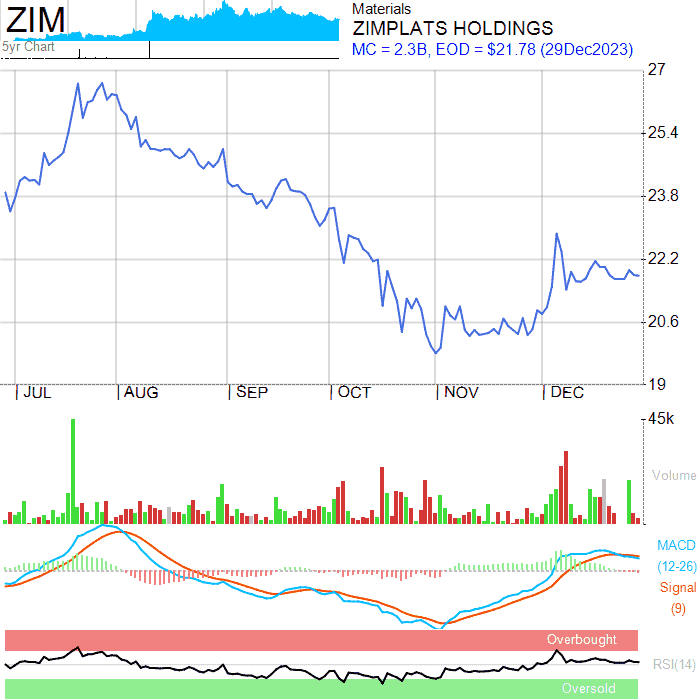 ZIM
5yr Chart
Materials
ZIMPLATS HOLDINGS
MC = 2.3B, EOD = $21.78 (29Dec2023)
27
25.4
23.8
22.2
20.6
19
JUL AUG SEP OCT NOV DEC
45k
Volume
MACD
(12-26)
Signal
(9)
Overbought
RSI(14)
Oversold